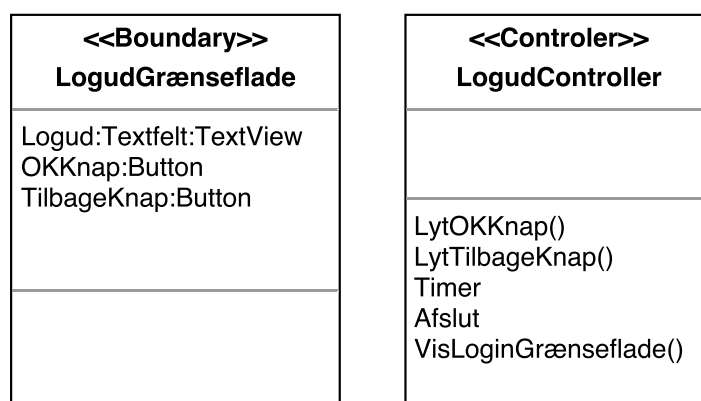 <<Boundary>>
LogudGrænseflade
Logud:Textfelt:TextView
OKKnap:Button
TilbageKnap:Button
<<Controler>>
LogudController
LytOKKnap()
LytTilbageKnap()
Timer
Afslut
VisLoginGrænseflade()